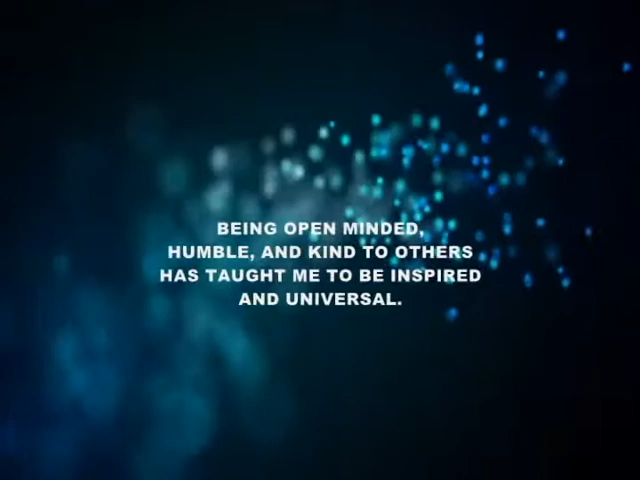 BEING OPEN MINDED,
HUMBLE, AND KIND TO OTHERS
HAS TAUGHT ME TO BE INSPIRED
AND UNIVERSAL.